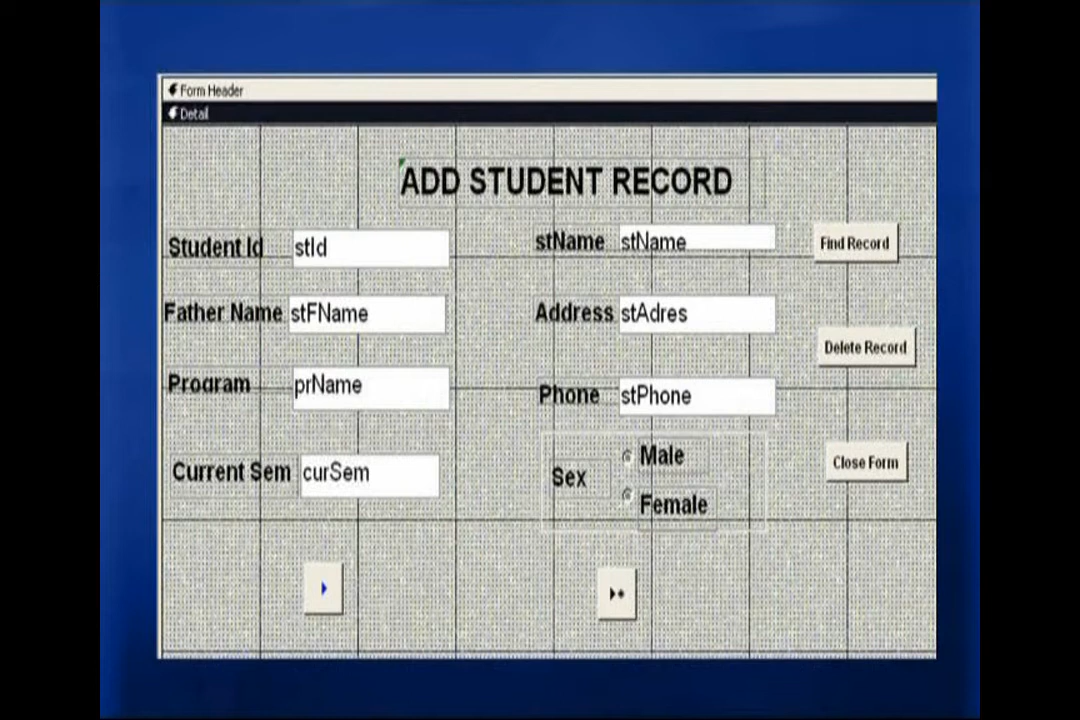 Form Header
Detail
ADD STUDENT RECORD
Student Id stId stName stName Find Record
Father Name stFName Address stAdres Delete Record
Program prName Phone stPhone
Current Sem curSem Sex Male Close Form
Female